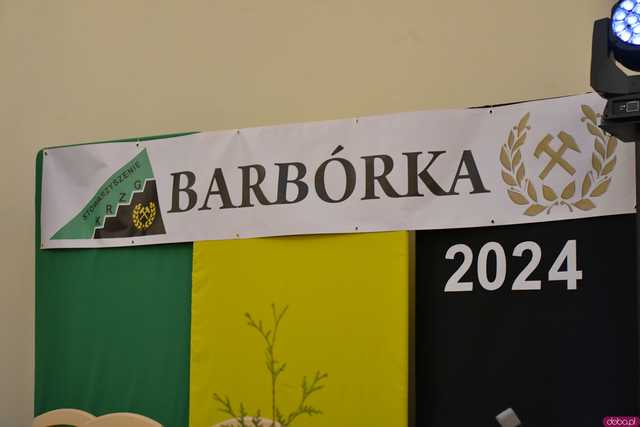 STOWARZYSZENIE
KRZG
BARBÓRKA
2024
doba.pl